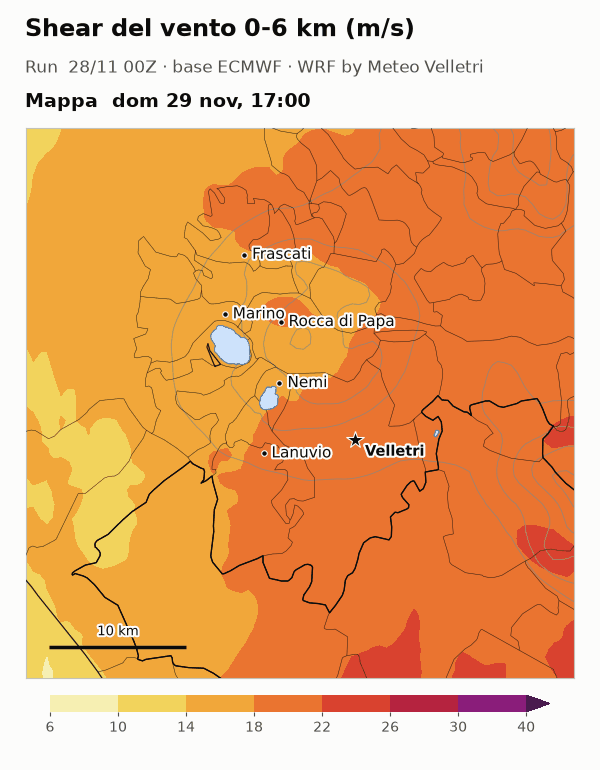 Shear del vento 0-6 km (m/s)
Run  28/11 00Z · base ECMWF · WRF by Meteo Velletri
Mappa  dom 29 nov, 17:00
Frascati
Marino
Rocca di Papa
Nemi
Velletri
Lanuvio
10 km
6 10 14 18 22 26 30 40